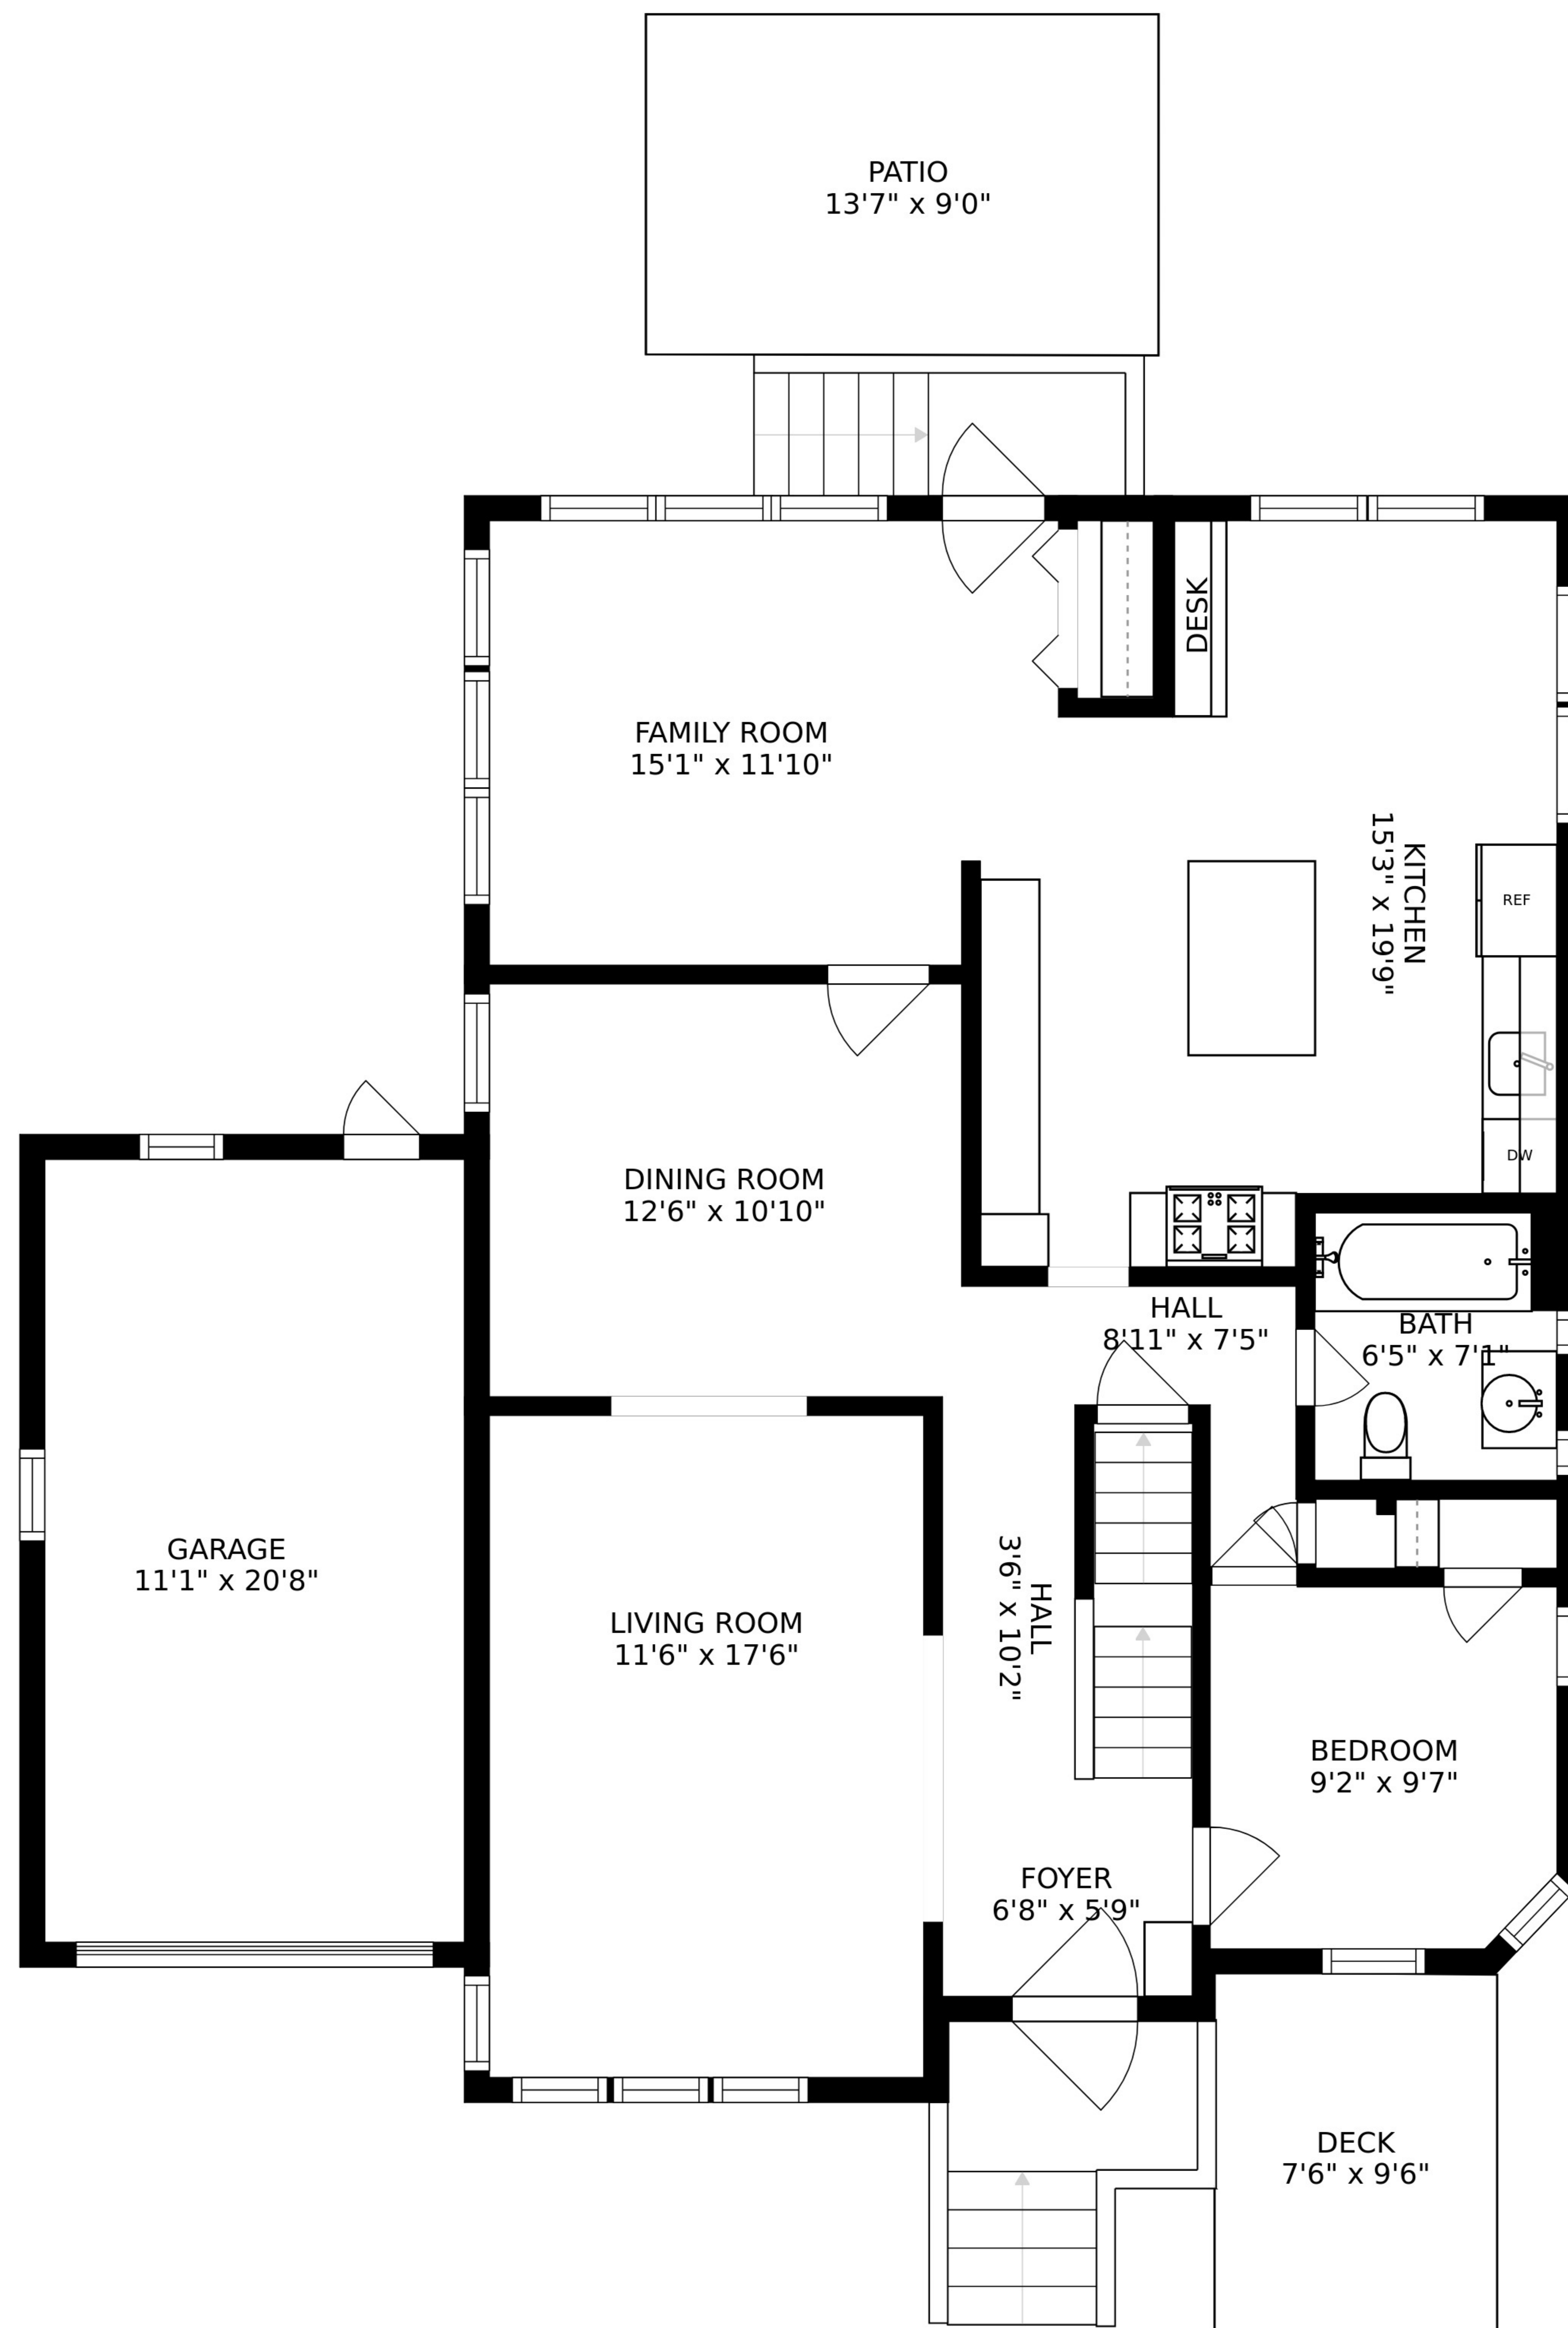 PATIO
13'7" x 9'0"
DESK
FAMILY ROOM
15'1" x 11'10"
KITCHEN
15'3" x 19'9"
REF
DW
DINING ROOM
12'6" x 10'10"
HALL
8'11" x 7'5"
BATH
6'5" x 7'1"
GARAGE
11'1" x 20'8"
LIVING ROOM
11'6" x 17'6"
HALL
3'6" x 10'2"
BEDROOM
9'2" x 9'7"
FOYER
6'8" x 5'9"
DECK
7'6" x 9'6"